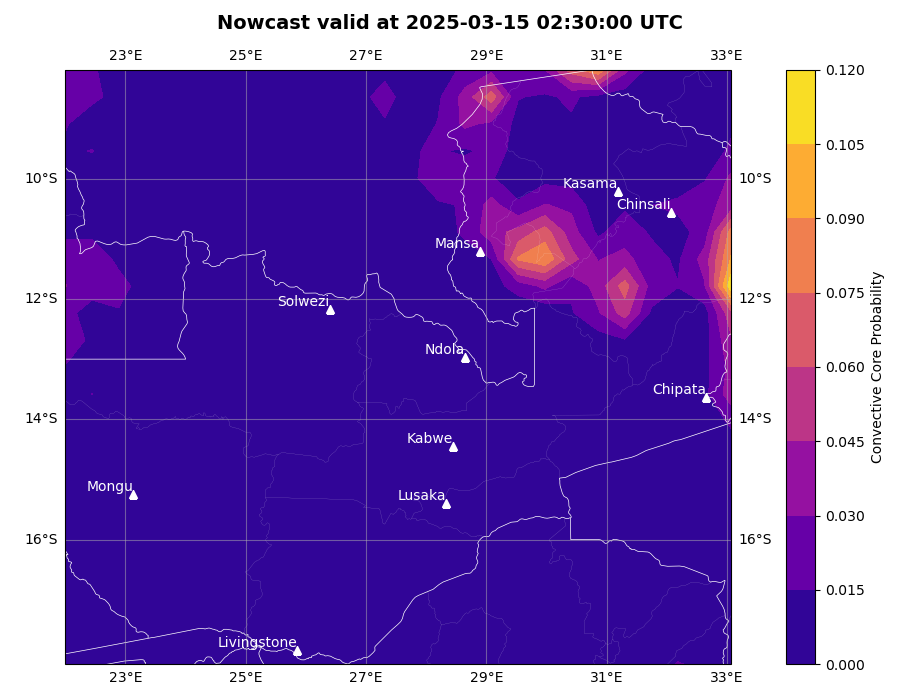 Nowcast valid at 2025-03-15 02:30:00 UTC
23°E 25°E 27°E 29°E 31°E 33°E
0.120
0.105
10°S Kasama 10°S
Chinsali
0.090
Mansa
0.075
12°S Solwezi 12°S
Ndola
0.060
Chipata
14°S 14°S
0.045
Kabwe
Mongu Lusaka
0.030
16°S 16°S
0.015
Livingstone
0.000
23°E 25°E 27°E 29°E 31°E 33°E
Convective Core Probability